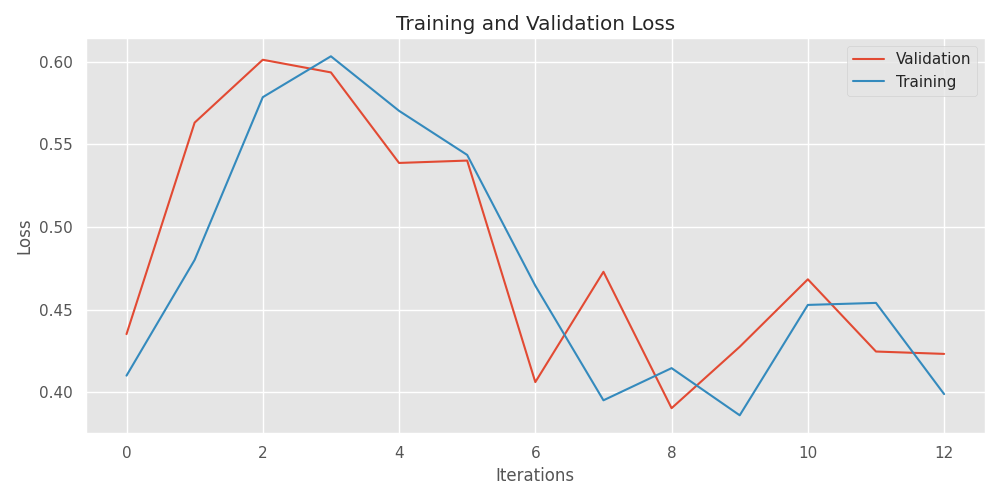 Training and Validation Loss
Validation
Training
0.60
0.55
0.50
0.45
0.40
Loss
0 2 4 6 8 10 12
Iterations